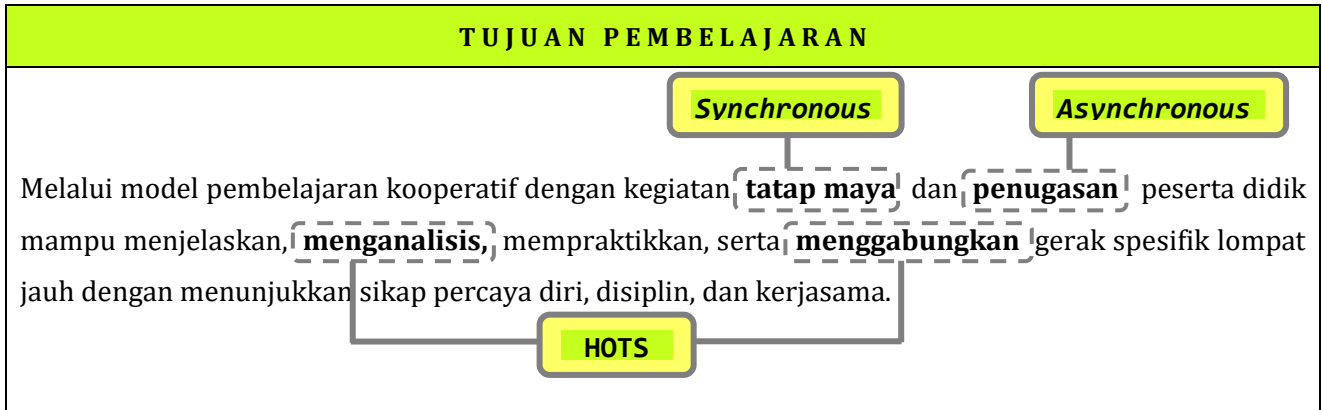 TUJUAN PEMBELAJARAN
Synchronous Asynchronous
Melalui model pembelajaran kooperatif dengan kegiatan tatap maya dan penugasan peserta didik
mampu menjelaskan, menganalisis, mempraktikkan, serta menggabungkan gerak spesifik lompat
jauh dengan menunjukkan sikap percaya diri, disiplin, dan kerjasama.
HOTS